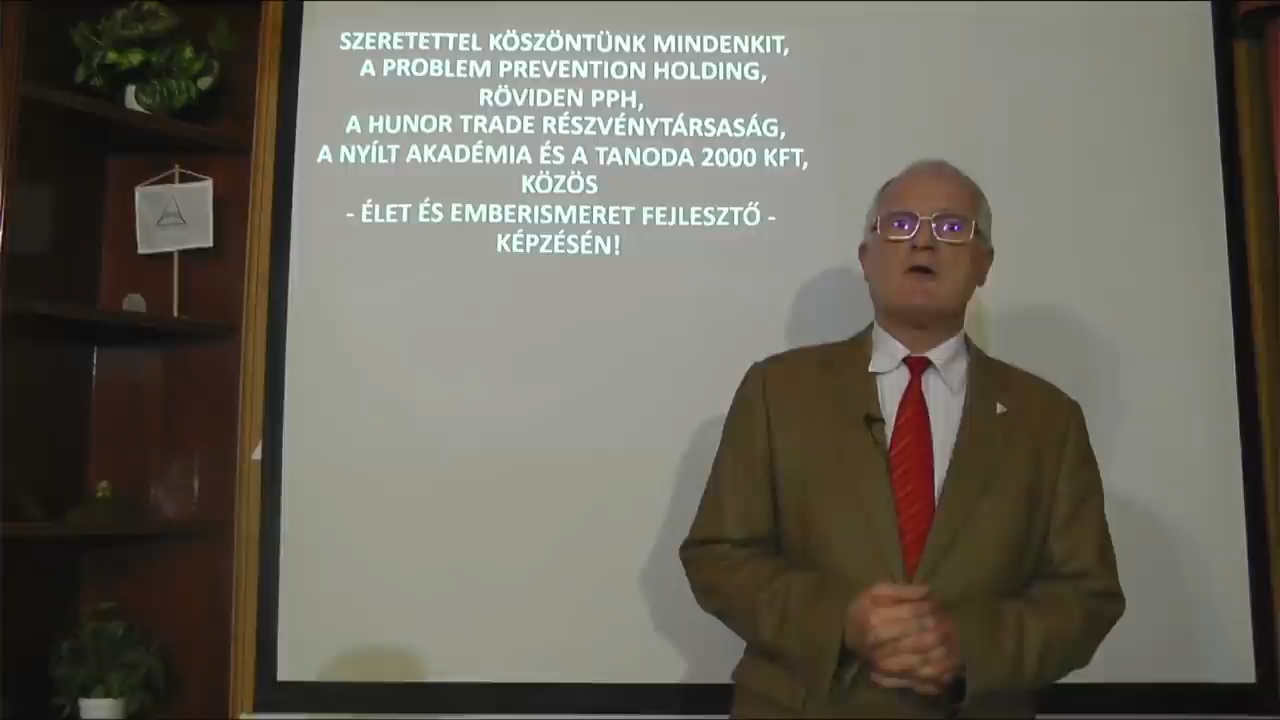 SZERETETTEL KÖSZÖNTÜNK MINDENKIT,
A PROBLEM PREVENTION HOLDING,
RÖVIDEN PPH,
A HUNOR TRADE RÉSZVÉNYTÁRSASÁG,
A NYÍLT AKADÉMIA ÉS A TANODA 2000 KFT,
KÖZÖS
- ÉLET ÉS EMBERISMERET FEJLESZTŐ -
KÉPZÉSÉN!